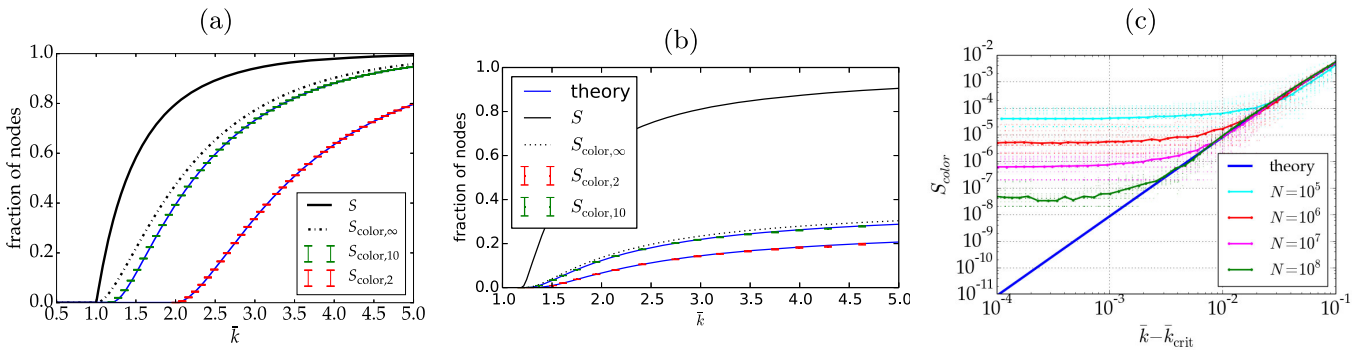 (a)
1.0
0.8
0.6
0.4
0.2
0.0
fraction of nodes
0.5 1.0 1.5 2.0 2.5 3.0 3.5 4.0 4.5 5.0
k̄
S
S_color,∞
S_color,10
S_color,2
(b)
1.0
0.8
0.6
0.4
0.2
0.0
fraction of nodes
1.0 1.5 2.0 2.5 3.0 3.5 4.0 4.5 5.0
k̄
theory
S
S_color,∞
S_color,2
S_color,10
(c)
10^-2
10^-3
10^-4
10^-5
10^-6
10^-7
10^-8
10^-9
10^-10
10^-11
S_color
10^-4 10^-3 10^-2 10^-1
k̄−k̄_crit
theory
N=10^5
N=10^6
N=10^7
N=10^8